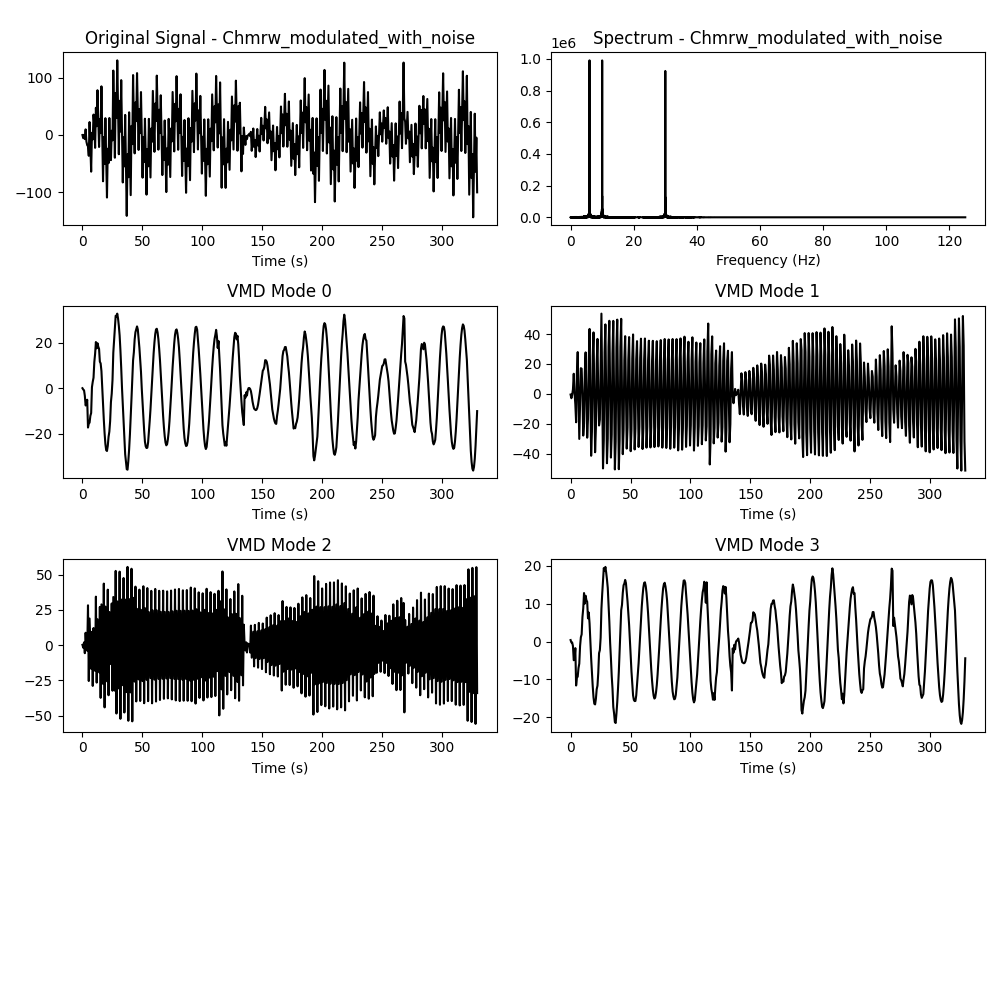 Original Signal - Chmrw_modulated_with_noise
100
0
−100
0 50 100 150 200 250 300
Time (s)
Spectrum - Chmrw_modulated_with_noise
1e6
1.0
0.8
0.6
0.4
0.2
0.0
0 20 40 60 80 100 120
Frequency (Hz)
VMD Mode 0
20
0
−20
0 50 100 150 200 250 300
Time (s)
VMD Mode 1
40
20
0
−20
−40
0 50 100 150 200 250 300
Time (s)
VMD Mode 2
50
25
0
−25
−50
0 50 100 150 200 250 300
Time (s)
VMD Mode 3
20
10
0
−10
−20
0 50 100 150 200 250 300
Time (s)